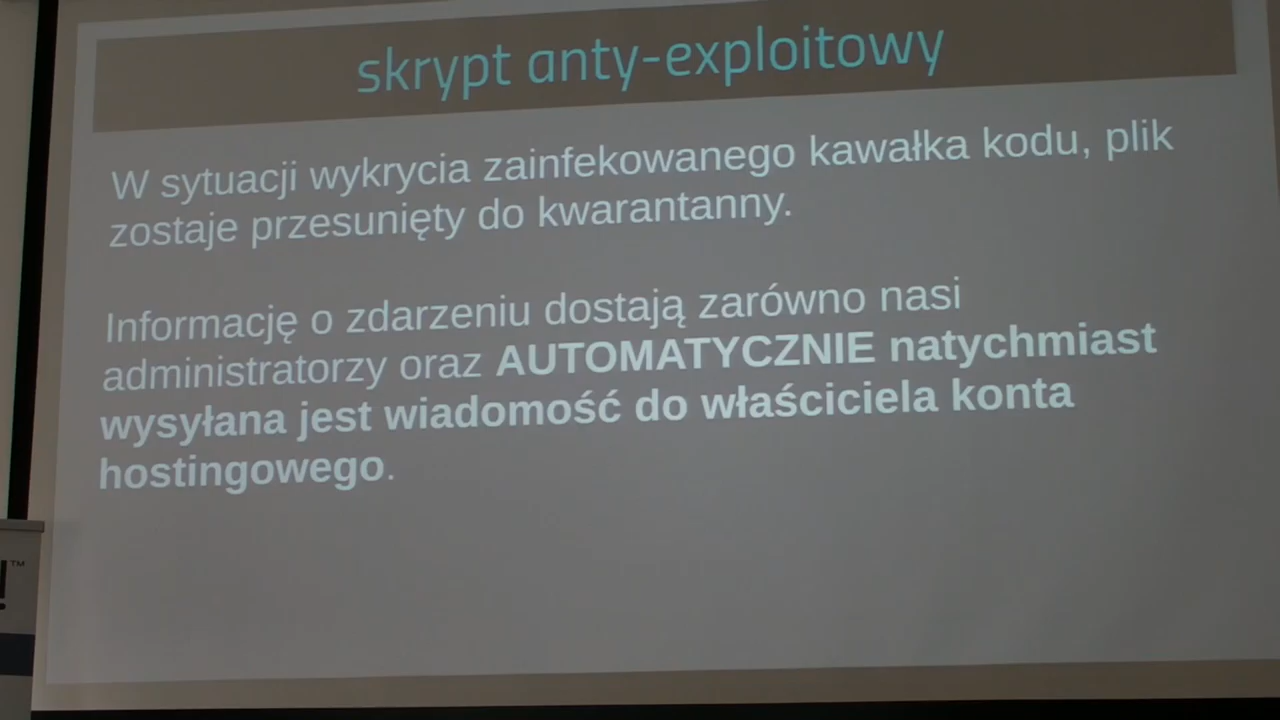 skrypt anty-exploitowy
W sytuacji wykrycia zainfekowanego kawałka kodu, plik
zostaje przesunięty do kwarantanny.
Informację o zdarzeniu dostają zarówno nasi
administratorzy oraz AUTOMATYCZNIE natychmiast
wysyłana jest wiadomość do właściciela konta
hostingowego.
!™